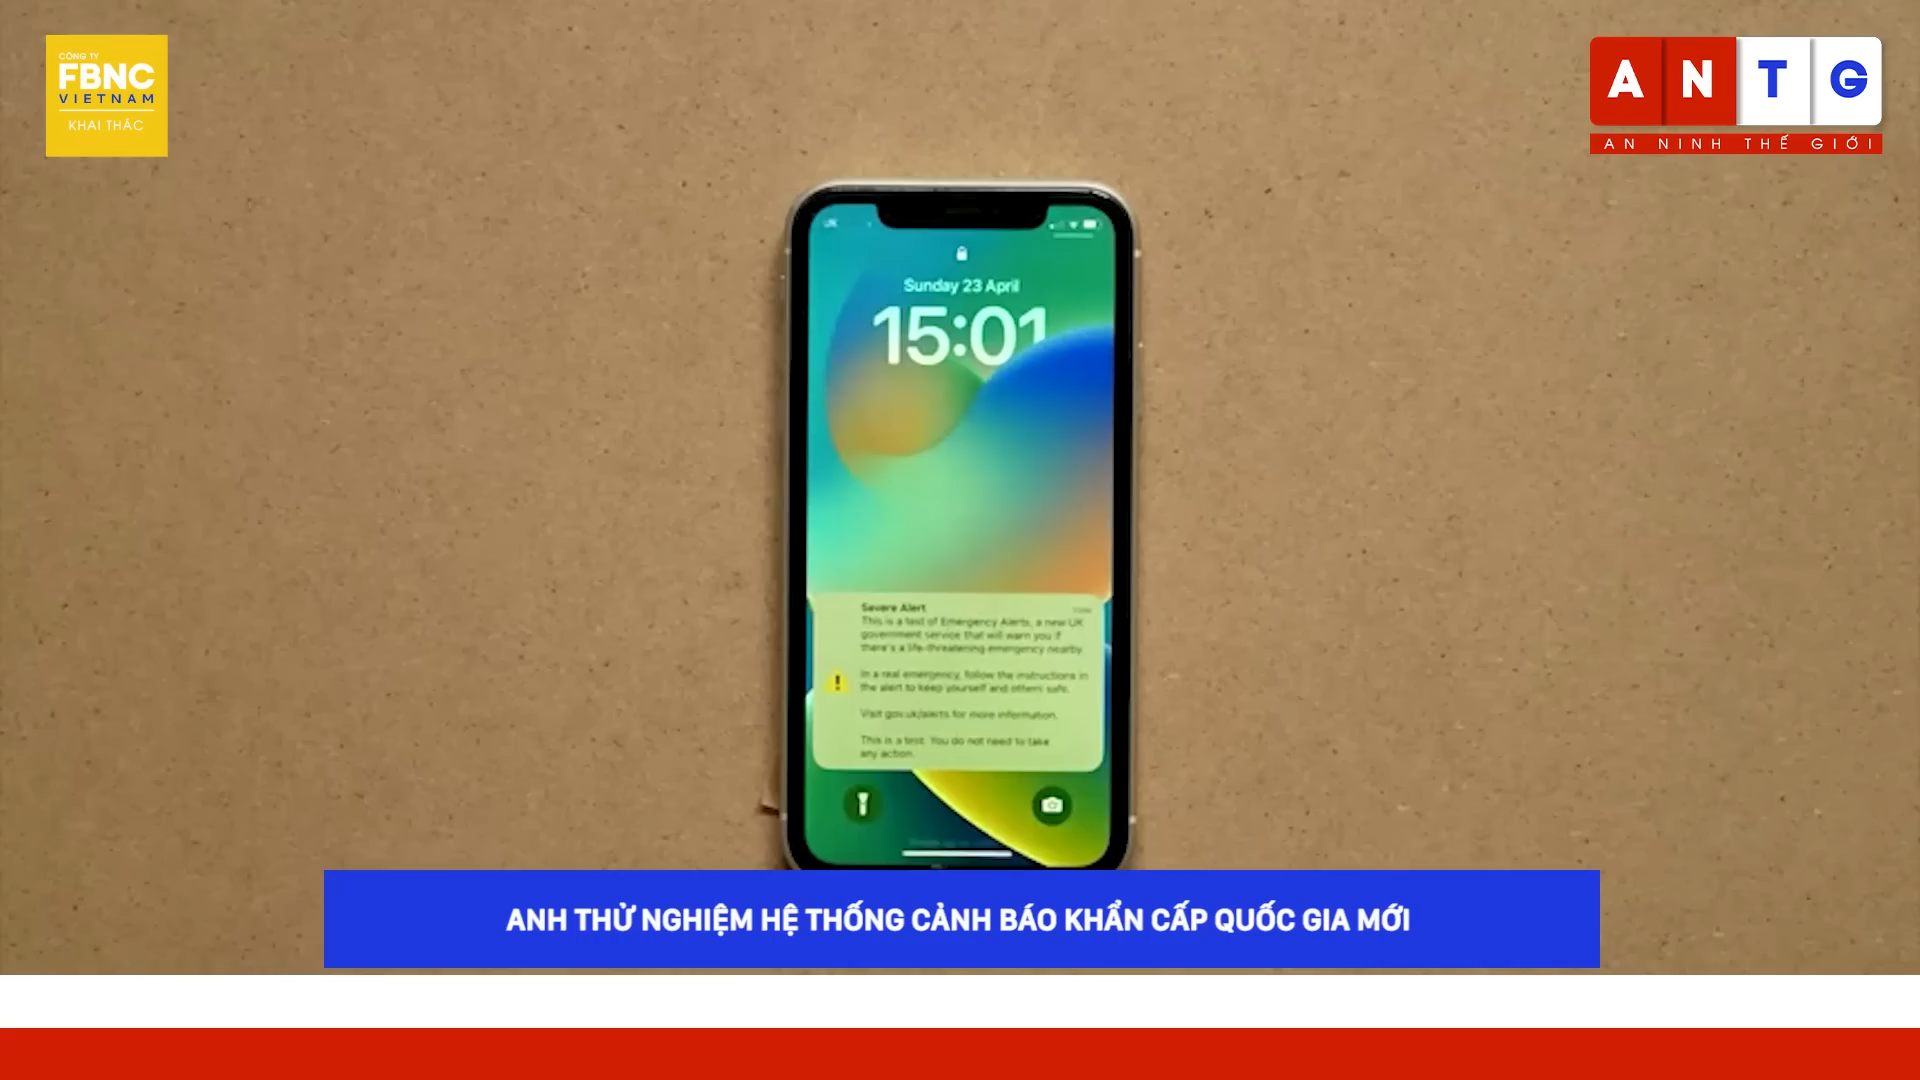 CÔNG TY
FBNC
VIETNAM
KHAI THÁC
ANTG
AN NINH THẾ GIỚI
Sunday 23 April
15:01
Severe Alert
This is a test of Emergency Alerts, a new UK
government service that will warn you if
there's a life-threatening emergency nearby.
In a real emergency, follow the instructions in
the alert to keep yourself and others safe.
Visit gov.uk/alerts for more information.
This is a test. You do not need to take
any action.
ANH THỬ NGHIỆM HỆ THỐNG CẢNH BÁO KHẨN CẤP QUỐC GIA MỚI